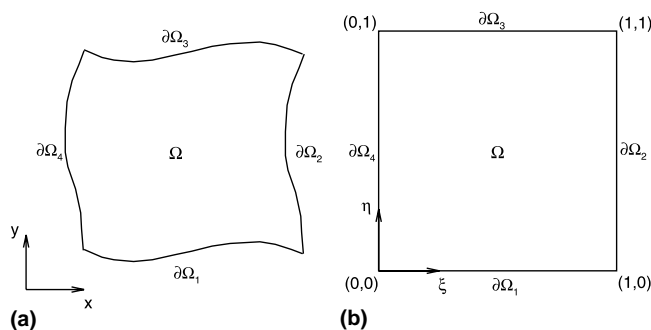 ∂Ω₃
∂Ω₄
Ω
∂Ω₂
y
∂Ω₁
x
(a)
(0,1)
∂Ω₃
(1,1)
∂Ω₄
Ω
∂Ω₂
η
(0,0)
ξ
∂Ω₁
(1,0)
(b)